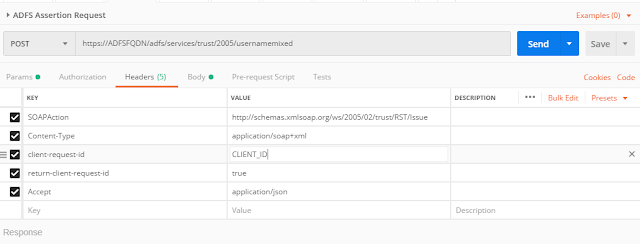 ADFS Assertion Request Examples (0)
POST https://ADFSFQDN/adfs/services/trust/2005/usernamemixed Send Save
Params Authorization Headers (5) Body Pre-request Script Tests Cookies Code
KEY VALUE DESCRIPTION ••• Bulk Edit Presets
SOAPAction http://schemas.xmlsoap.org/ws/2005/02/trust/RST/Issue
Content-Type application/soap+xml
client-request-id CLIENT_ID
return-client-request-id true
Accept application/json
Key Value Description
Response